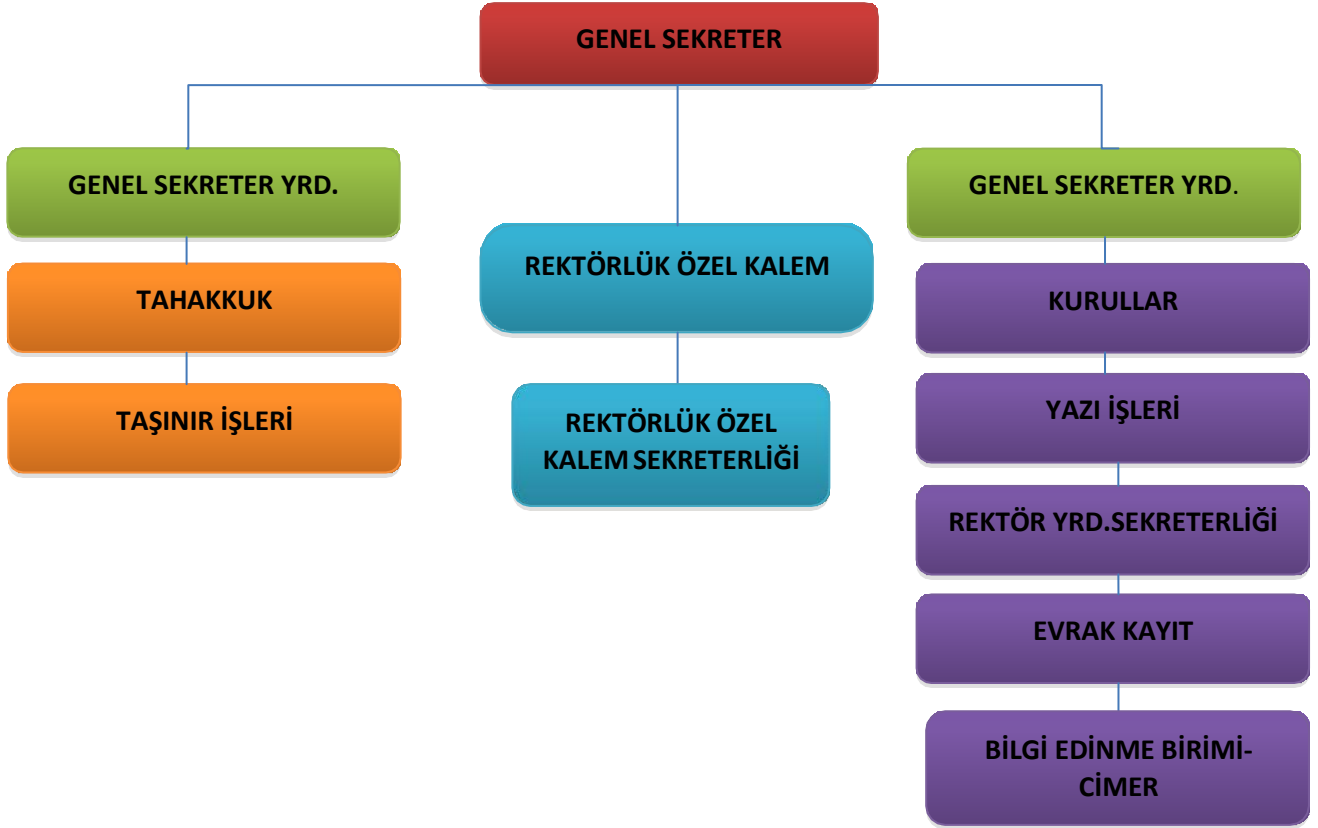 GENEL SEKRETER
GENEL SEKRETER YRD.
TAHAKKUK
TAŞINIR İŞLERİ
REKTÖRLÜK ÖZEL KALEM
REKTÖRLÜK ÖZEL
KALEM SEKRETERLİĞİ
GENEL SEKRETER YRD.
KURULLAR
YAZI İŞLERİ
REKTÖR YRD.SEKRETERLİĞİ
EVRAK KAYIT
BİLGİ EDİNME BİRİMİ-
CİMER